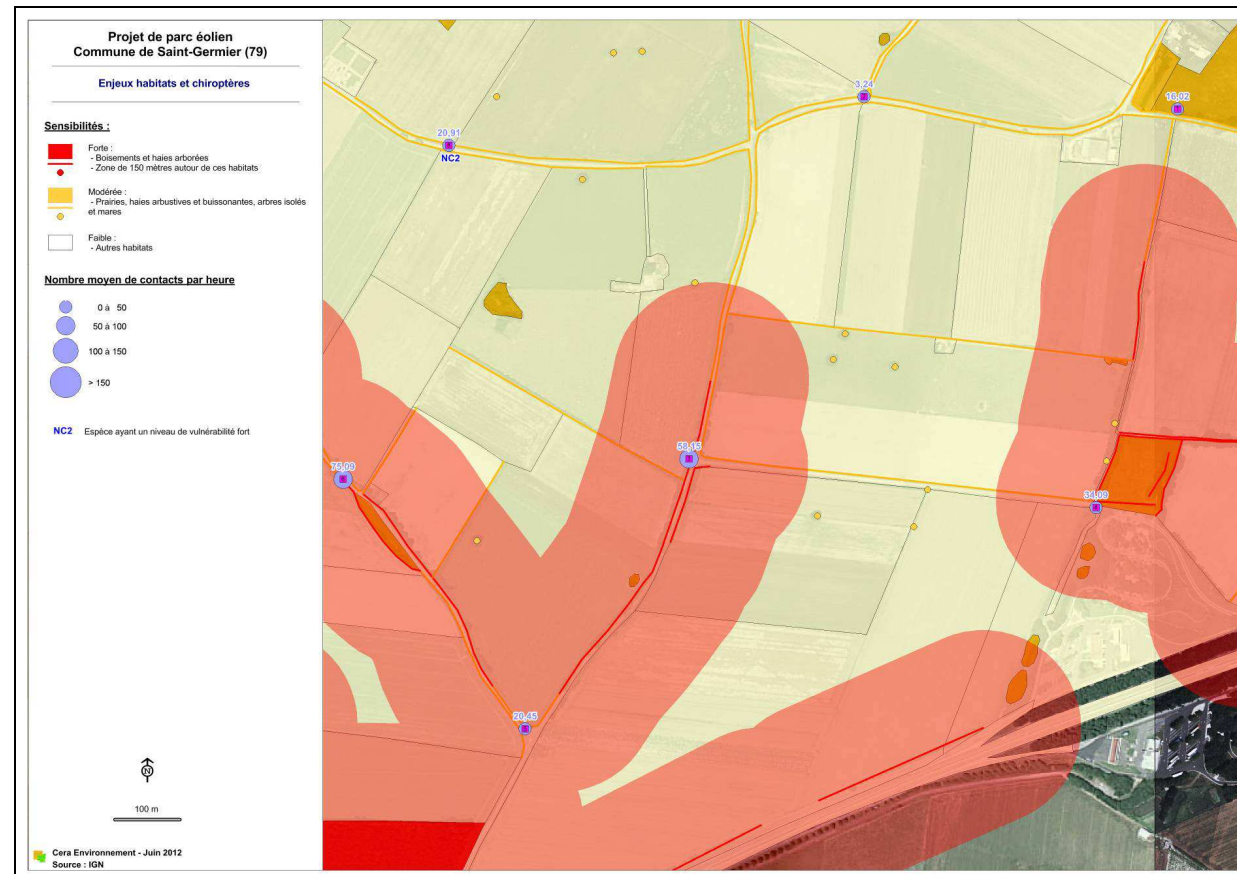 Projet de parc éolien
Commune de Saint-Germier (79)
Enjeux habitats et chiroptères
Sensibilités :
Forte :
- Boisements et haies arborées
- Zone de 150 mètres autour de ces habitats
Modérée :
- Prairies, haies arbustives et buissonantes, arbres isolés
et mares
Faible :
- Autres habitats
Nombre moyen de contacts par heure
0 à 50
50 à 100
100 à 150
> 150
NC2 Espèce ayant un niveau de vulnérabilité fort
N
100 m
Cera Environnement - Juin 2012
Source : IGN
3,24
16,02
20,91
NC2
58,15
75,09
34,09
20,45